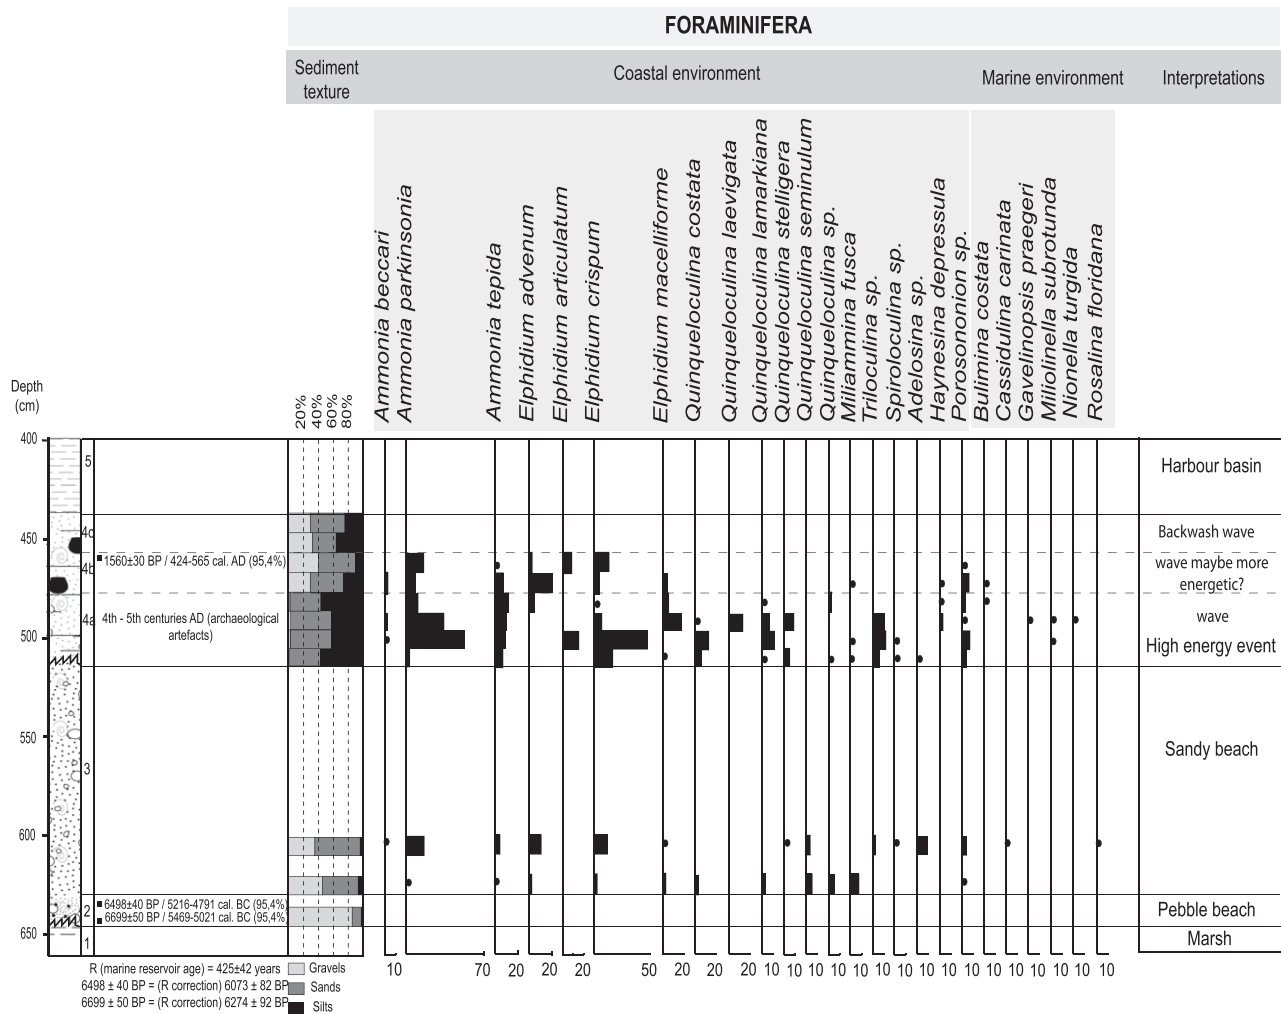 FORAMINIFERA
Sediment texture
Coastal environment
Marine environment
Interpretations
Depth
(cm)
20%
40%
60%
80%
Ammonia beccari
Ammonia parkinsonia
Ammonia tepida
Elphidium advenum
Elphidium articulatum
Elphidium crispum
Elphidium macelliforme
Quinqueloculina costata
Quinqueloculina laevigata
Quinqueloculina lamarkiana
Quinqueloculina stelligera
Quinqueloculina seminulum
Quinqueloculina sp.
Miliammina fusca
Triloculina sp.
Spiroloculina sp.
Adelosina sp.
Haynesina depressula
Porosononion sp.
Bulimina costata
Cassidulina carinata
Gavelinopsis praegeri
Miliolinella subrotunda
Nionella turgida
Rosalina floridana
400
5
Harbour basin
450
4c
Backwash wave
4b
1560±30 BP / 424-565 cal. AD (95,4%)
wave maybe more
energetic?
4a
4th - 5th centuries AD (archaeological
artefacts)
wave
500
High energy event
550
3
Sandy beach
600
2
6498±40 BP / 5216-4791 cal. BC (95,4%)
6699±50 BP / 5469-5021 cal. BC (95,4%)
Pebble beach
650
1
Marsh
10 70 20 20 20 50 20 20 20 10 10 10 10 10 10 10 10 10 10 10 10 10 10 10 10
R (marine reservoir age) = 425±42 years
6498 ± 40 BP = (R correction) 6073 ± 82 BP
6699 ± 50 BP = (R correction) 6274 ± 92 BP
Gravels
Sands
Silts